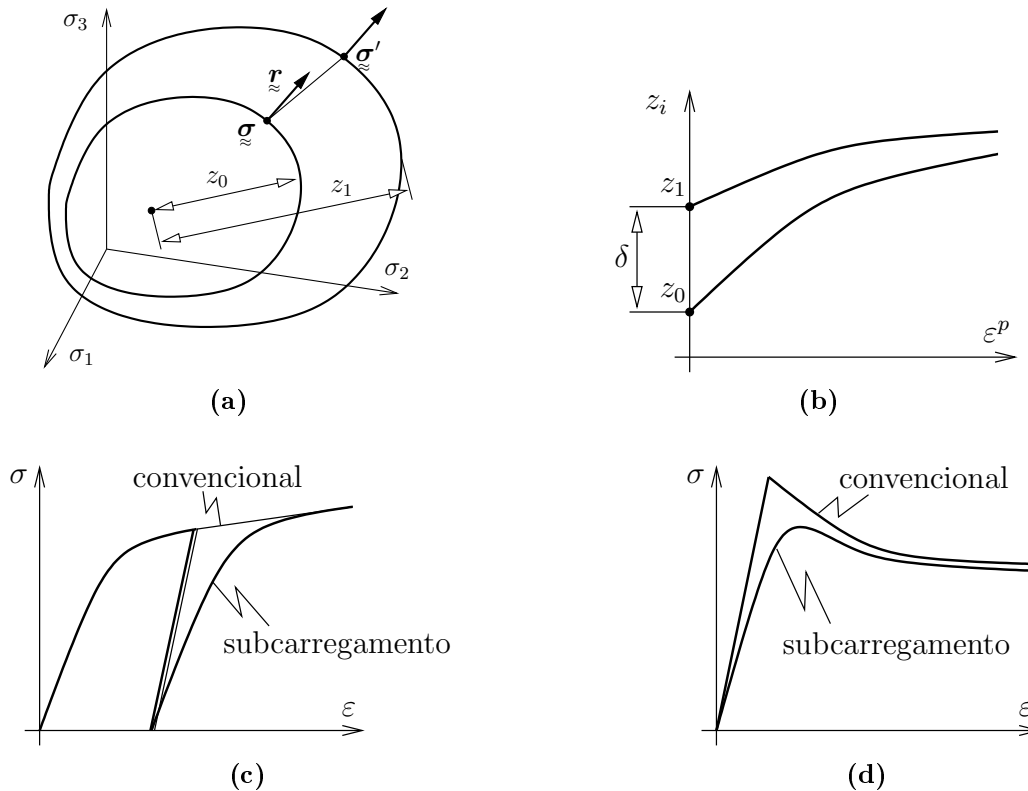 σ₃
σ̰′
r̰
σ̰
z₀
z₁
σ₂
σ₁
(a)
zᵢ
z₁
δ
z₀
εᵖ
(b)
σ
convencional
subcarregamento
ε
(c)
σ
convencional
subcarregamento
ε
(d)